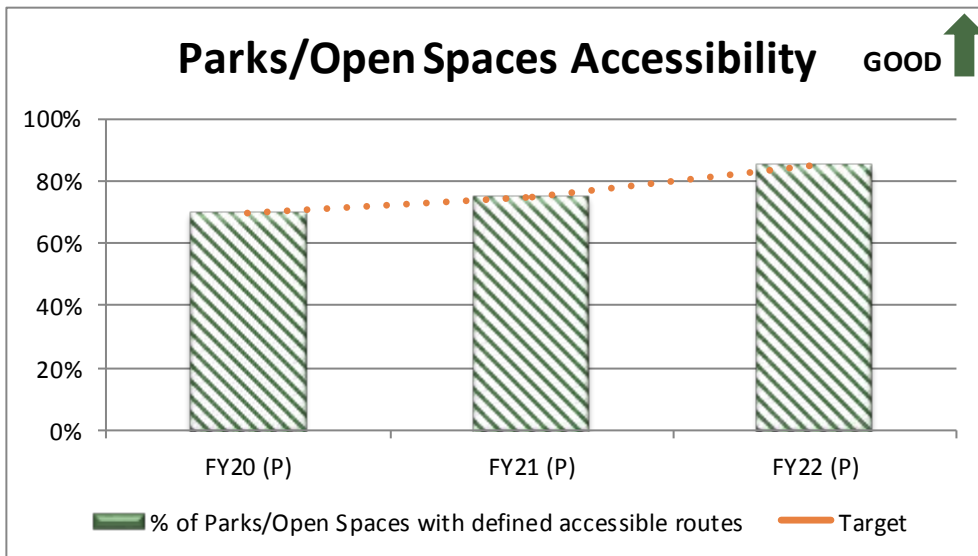 Parks/Open Spaces Accessibility
GOOD
100%
80%
60%
40%
20%
0%
FY20 (P)
FY21 (P)
FY22 (P)
% of Parks/Open Spaces with defined accessible routes
Target